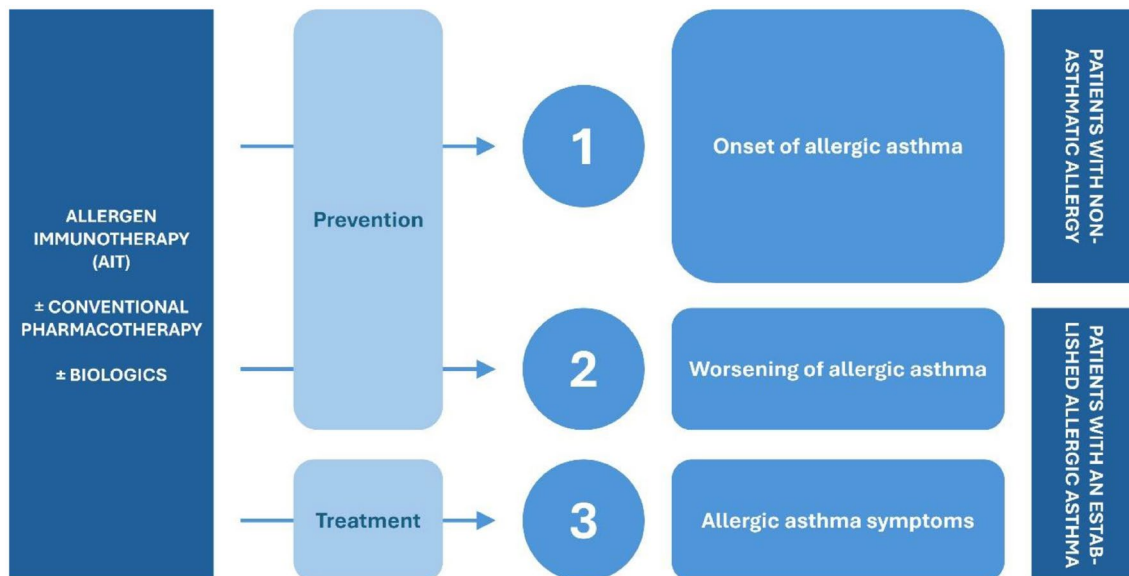 ALLERGEN
IMMUNOTHERAPY
(AIT)
± CONVENTIONAL
PHARMACOTHERAPY
± BIOLOGICS
Prevention
Treatment
1
Onset of allergic asthma
2
Worsening of allergic asthma
3
Allergic asthma symptoms
PATIENTS WITH NON-
ASTHMATIC ALLERGY
PATIENTS WITH AN ESTAB-
LISHED ALLERGIC ASTHMA